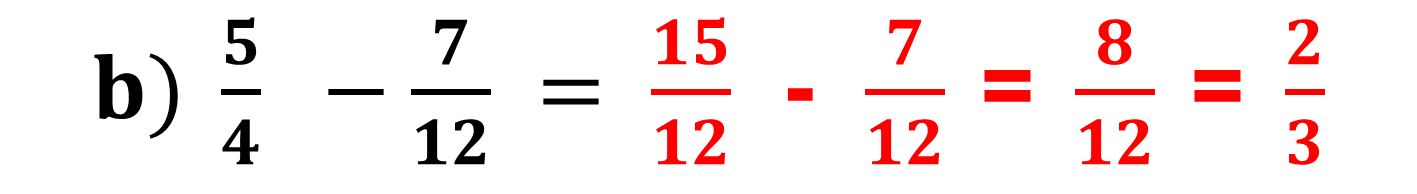 b) 5/4 − 7/12 = 15/12 - 7/12 = 8/12 = 2/3